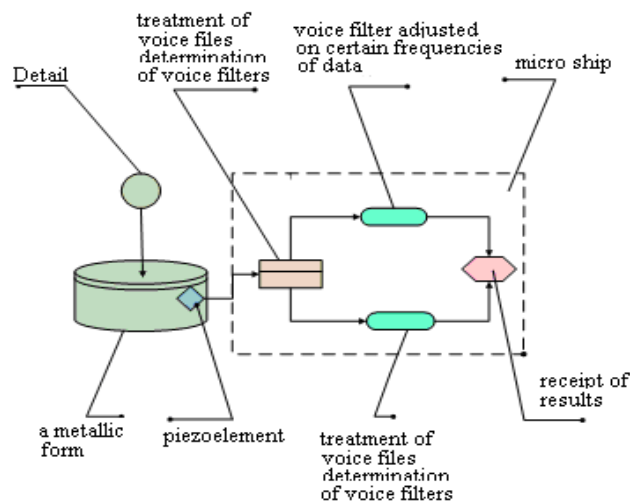 treatment of
voice files
determination
of voice filters
voice filter adjusted
on certain frequencies
of data
micro ship
Detail
a metallic
form
piezoelement
treatment of
voice files
determination
of voice filters
receipt of
results